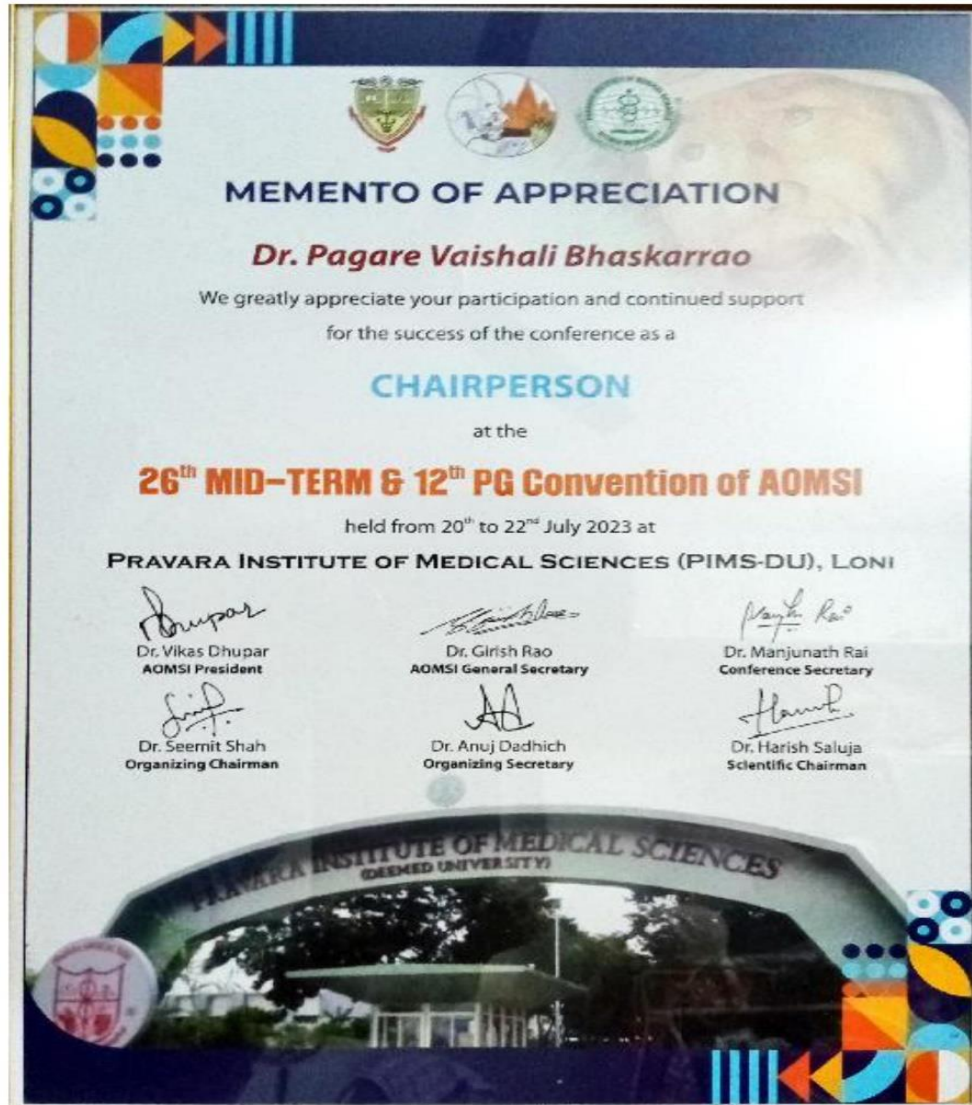 MEMENTO OF APPRECIATION
Dr. Pagare Vaishali Bhaskarrao
We greatly appreciate your participation and continued support
for the success of the conference as a
CHAIRPERSON
at the
26th MID-TERM & 12th PG Convention of AOMSI
held from 20th to 22nd July 2023 at
PRAVARA INSTITUTE OF MEDICAL SCIENCES (PIMS-DU), LONI
Dr. Vikas Dhupar
AOMSI President
Dr. Girish Rao
AOMSI General Secretary
Dr. Manjunath Rai
Conference Secretary
Dr. Seemit Shah
Organizing Chairman
Dr. Anuj Dadhich
Organizing Secretary
Dr. Harish Saluja
Scientific Chairman
PRAVARA INSTITUTE OF MEDICAL SCIENCES
(DEEMED UNIVERSITY)